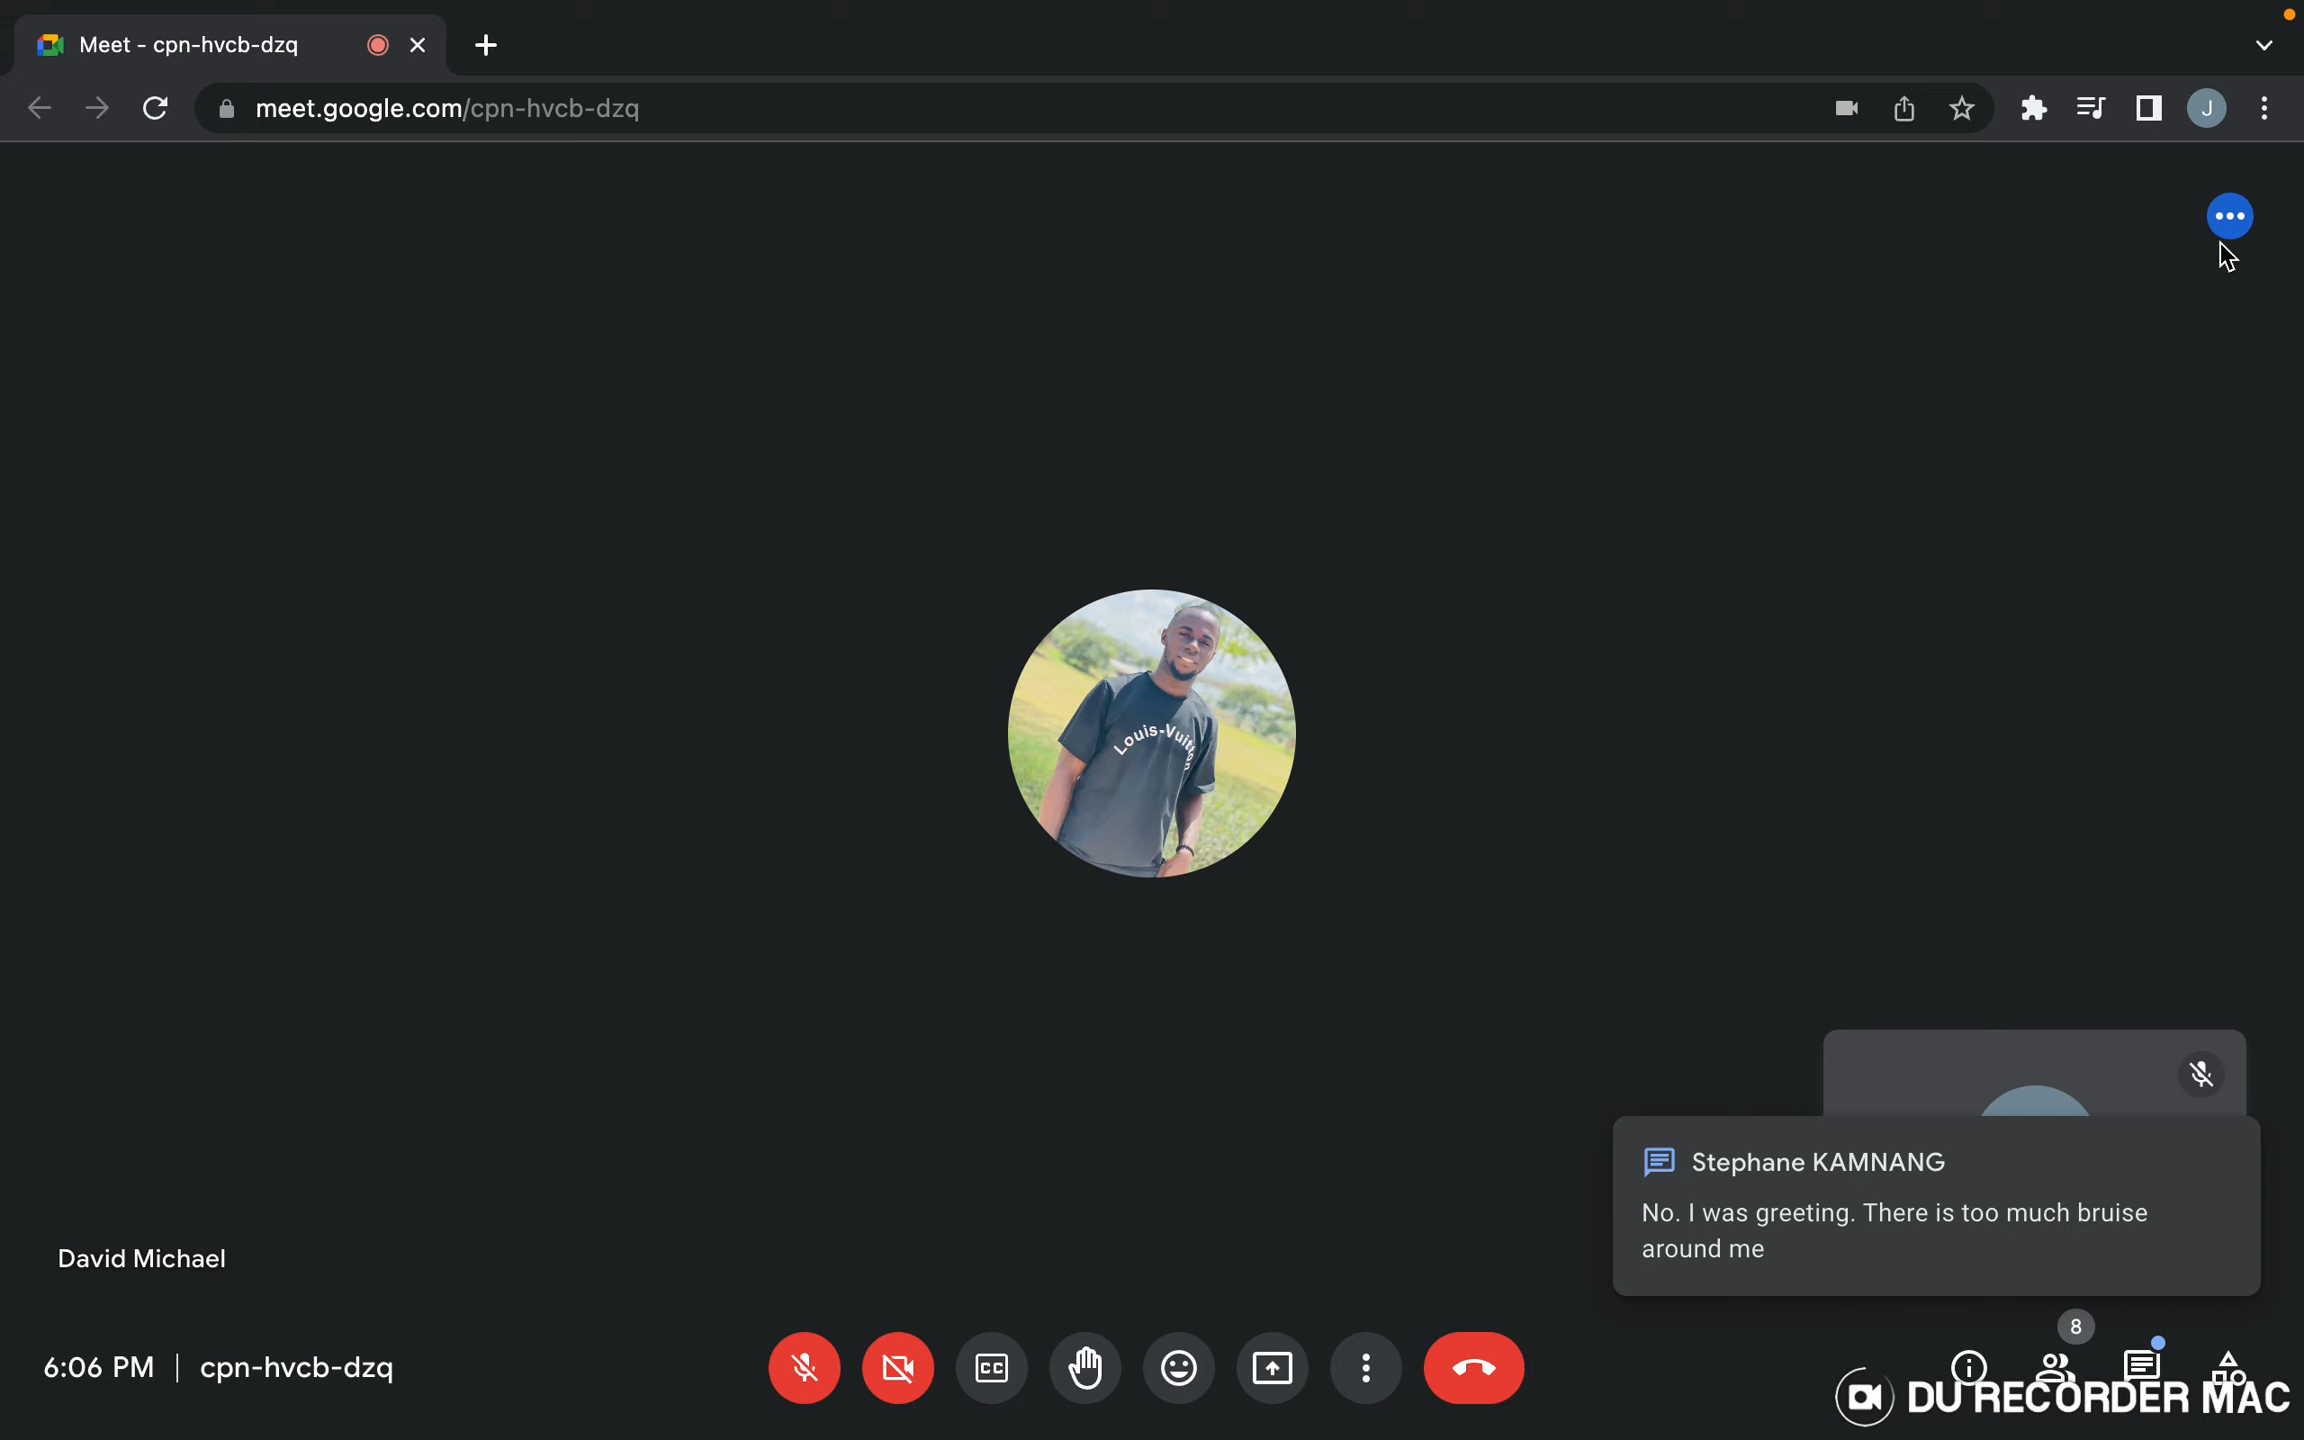 Meet - cpn-hvcb-dzq
meet.google.com/cpn-hvcb-dzq
J
Louis-Vuitton
Stephane KAMNANG
No. I was greeting. There is too much bruise
around me
David Michael
8
6:06 PM | cpn-hvcb-dzq
CC
DU RECORDER MAC